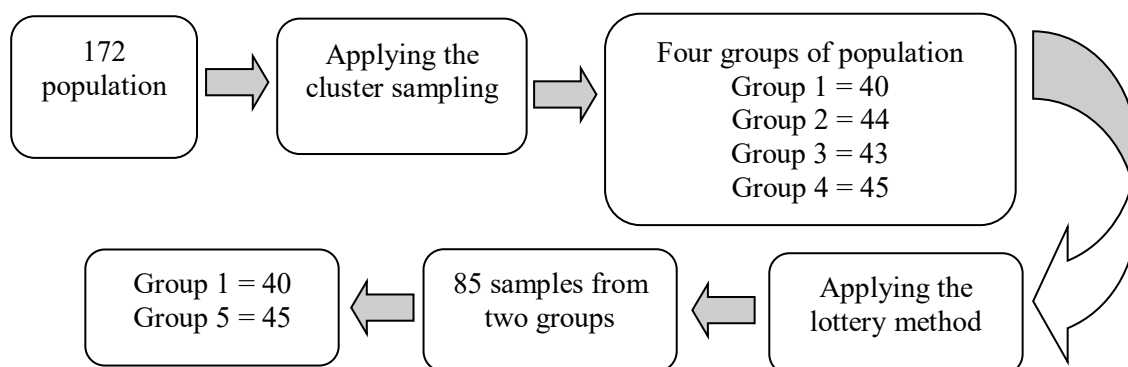 172
population
Applying the
cluster sampling
Four groups of population
Group 1 = 40
Group 2 = 44
Group 3 = 43
Group 4 = 45
Applying the
lottery method
85 samples from
two groups
Group 1 = 40
Group 5 = 45